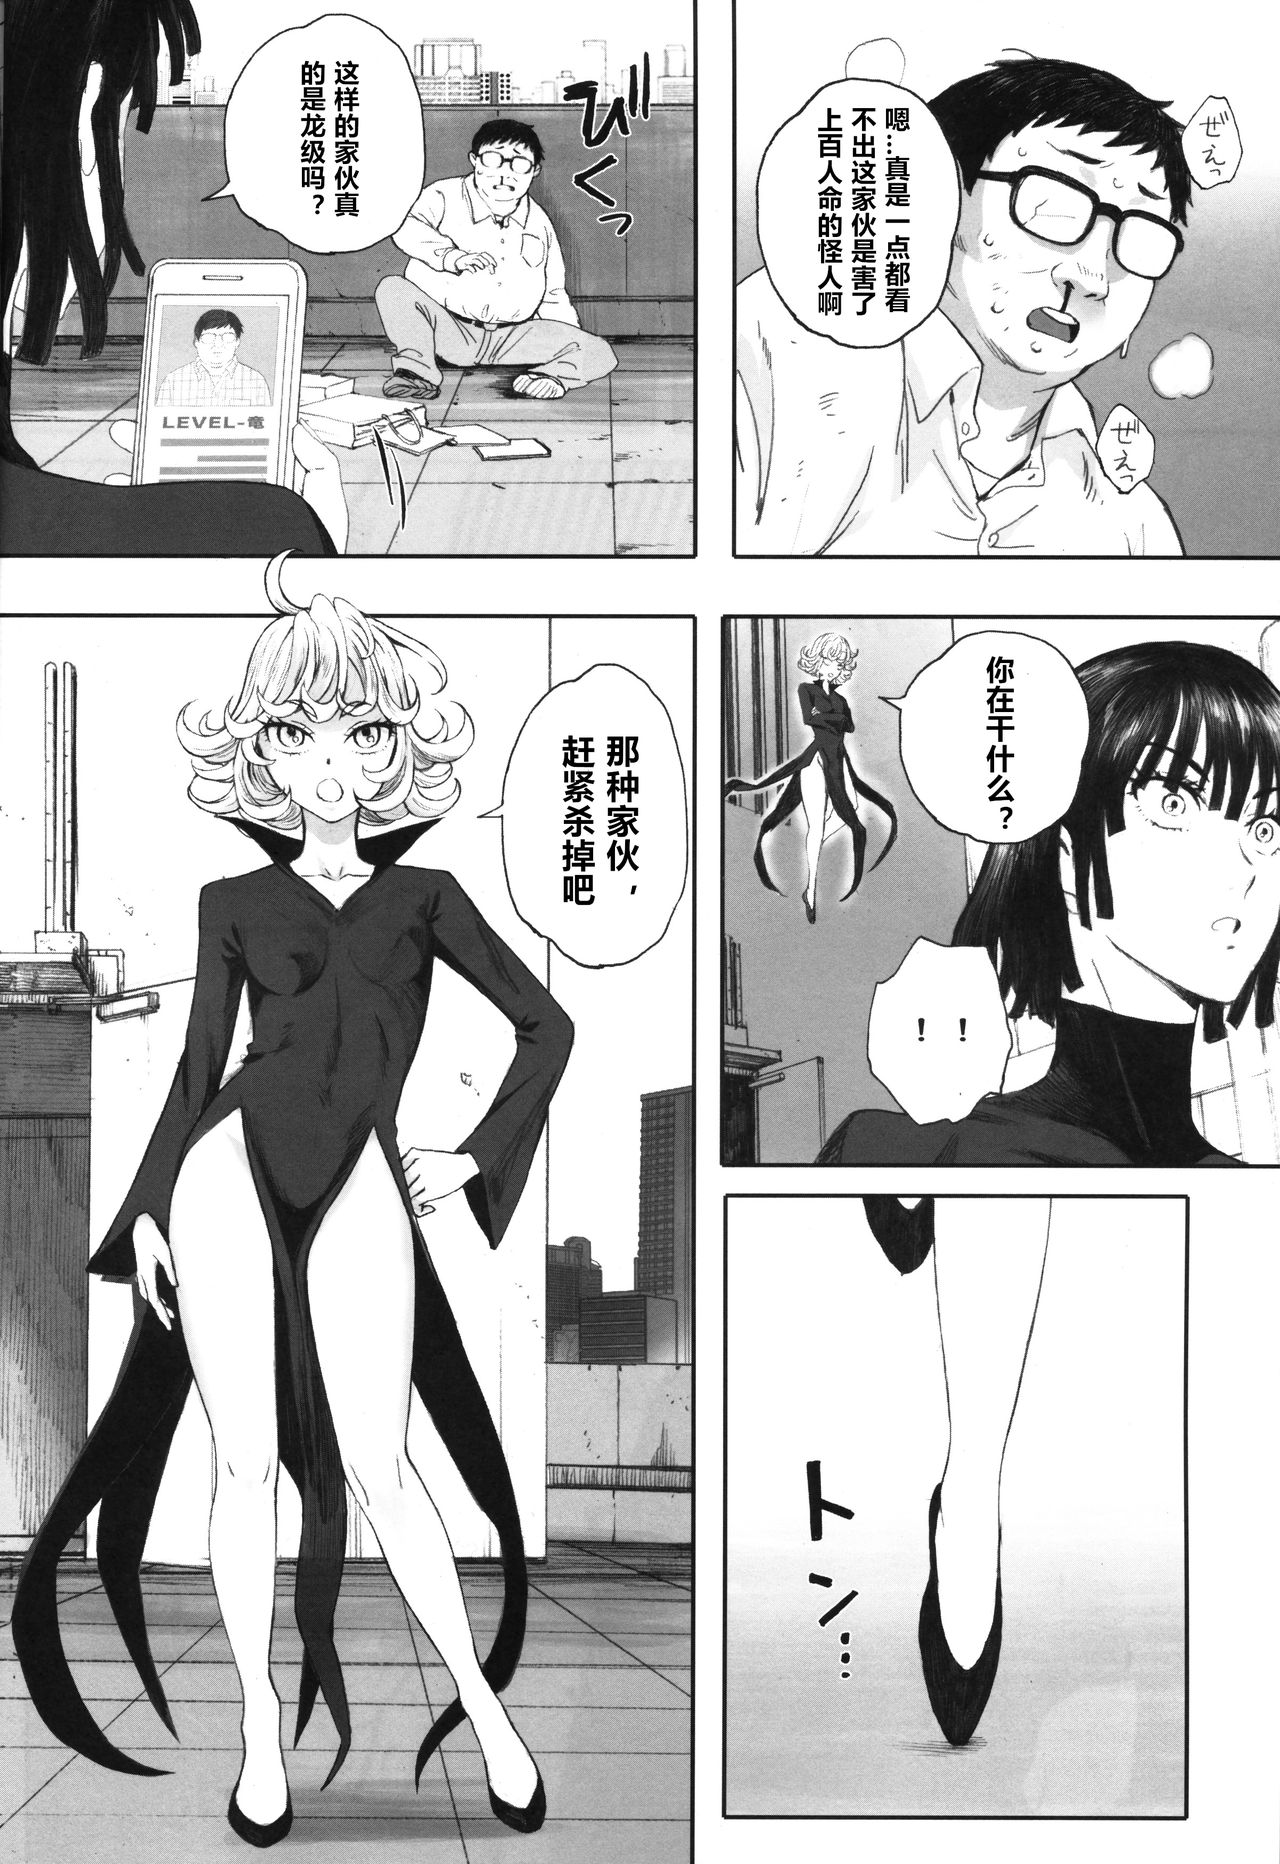 嗯…真是一点都看
不出这家伙是害了
上百人命的怪人啊
ぜぇっ
ぜぇっ
这样的家伙真
的是龙级吗?
びくっ
LEVEL-竜
你在干什么?
!!
トン…
那种家伙,
赶紧杀掉吧